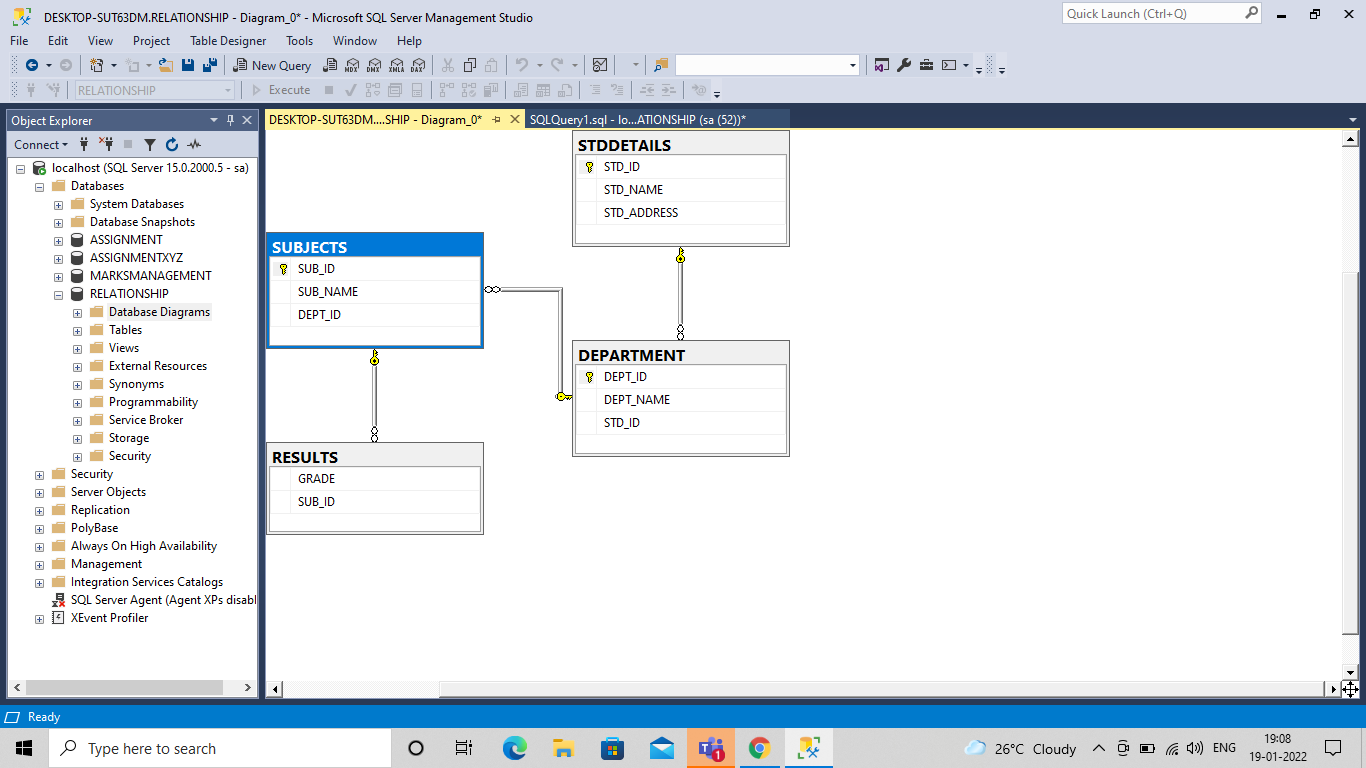 DESKTOP-SUT63DM.RELATIONSHIP - Diagram_0* - Microsoft SQL Server Management Studio
Quick Launch (Ctrl+Q)
File Edit View Project Table Designer Tools Window Help
New Query
MDX DMX XMLA DAX
RELATIONSHIP
Execute
Object Explorer
Connect
localhost (SQL Server 15.0.2000.5 - sa)
Databases
System Databases
Database Snapshots
ASSIGNMENT
ASSIGNMENTXYZ
MARKSMANAGEMENT
RELATIONSHIP
Database Diagrams
Tables
Views
External Resources
Synonyms
Programmability
Service Broker
Storage
Security
Security
Server Objects
Replication
PolyBase
Always On High Availability
Management
Integration Services Catalogs
SQL Server Agent (Agent XPs disabl
XEvent Profiler
DESKTOP-SUT63DM....SHIP - Diagram_0*
SQLQuery1.sql - lo...ATIONSHIP (sa (52))*
STDDETAILS
STD_ID
STD_NAME
STD_ADDRESS
SUBJECTS
SUB_ID
SUB_NAME
DEPT_ID
DEPARTMENT
DEPT_ID
DEPT_NAME
STD_ID
RESULTS
GRADE
SUB_ID
Ready
Type here to search
1
26°C Cloudy
ENG
19:08
19-01-2022